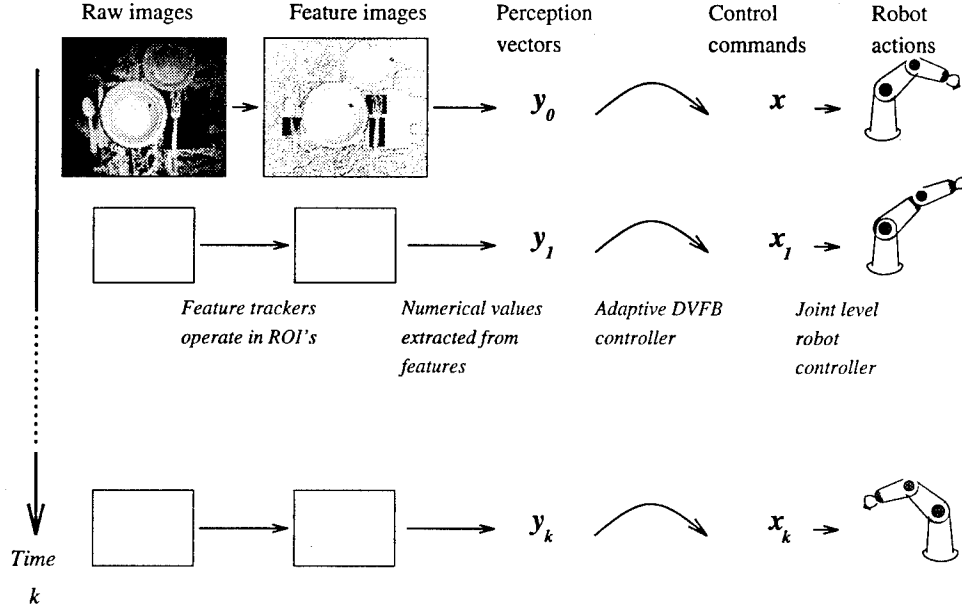 Raw images
Feature images
Perception
vectors
Control
commands
Robot
actions
y0
x
y1
x1
Feature trackers
operate in ROI's
Numerical values
extracted from
features
Adaptive DVFB
controller
Joint level
robot
controller
yk
xk
Time
k